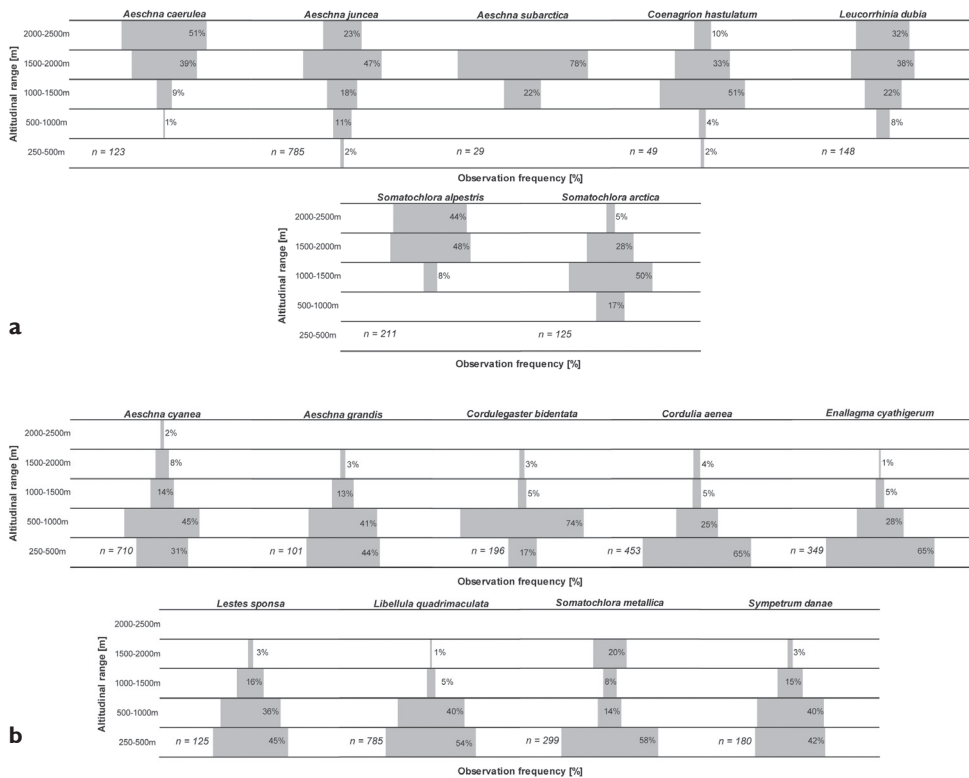 Aeschna caerulea Aeschna juncea Aeschna subarctica Coenagrion hastulatum Leucorrhinia dubia
Altitudinal range [m]
2000-2500m 51% 23% 10% 32%
1500-2000m 39% 47% 78% 33% 38%
1000-1500m 9% 18% 22% 51% 22%
500-1000m 1% 11% 4% 8%
250-500m n = 123 n = 785 2% n = 29 n = 49 2% n = 148
Observation frequency [%]
Somatochlora alpestris Somatochlora arctica
Altitudinal range [m]
2000-2500m 44% 5%
1500-2000m 48% 28%
1000-1500m 8% 50%
500-1000m 17%
250-500m n = 211 n = 125
Observation frequency [%]
a
Aeschna cyanea Aeschna grandis Cordulegaster bidentata Cordulia aenea Enallagma cyathigerum
Altitudinal range [m]
2000-2500m 2%
1500-2000m 8% 3% 3% 4% 1%
1000-1500m 14% 13% 5% 5% 5%
500-1000m 45% 41% 74% 25% 28%
250-500m n = 710 31% n = 101 44% n = 196 17% n = 453 65% n = 349 65%
Observation frequency [%]
Lestes sponsa Libellula quadrimaculata Somatochlora metallica Sympetrum danae
Altitudinal range [m]
2000-2500m
1500-2000m 3% 1% 20% 3%
1000-1500m 16% 5% 8% 15%
500-1000m 36% 40% 14% 40%
250-500m n = 125 45% n = 785 54% n = 299 58% n = 180 42%
Observation frequency [%]
b